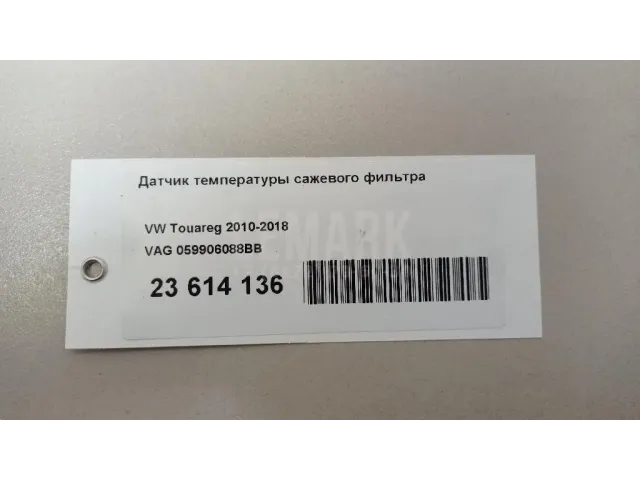 Датчик температуры сажевого фильтра
VW Touareg 2010-2018
VAG 059906088BB
23 614 136